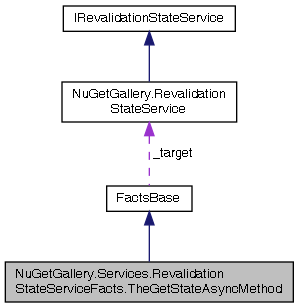 IRevalidationStateService
NuGetGallery.Revalidation
StateService
_target
FactsBase
NuGetGallery.Services.Revalidation
StateServiceFacts.TheGetStateAsyncMethod